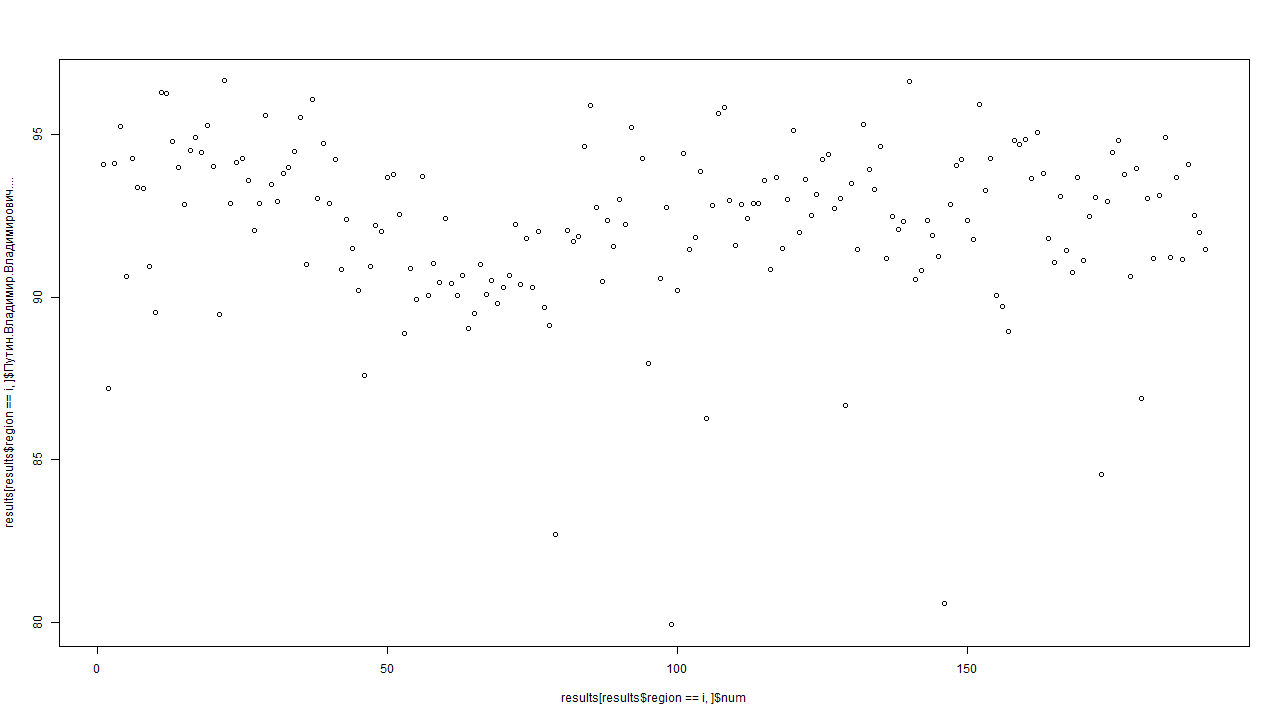 results[results$region == i, ]$Путин.Владимир.Владимирович....
95
90
85
80
0 50 100 150
results[results$region == i, ]$num